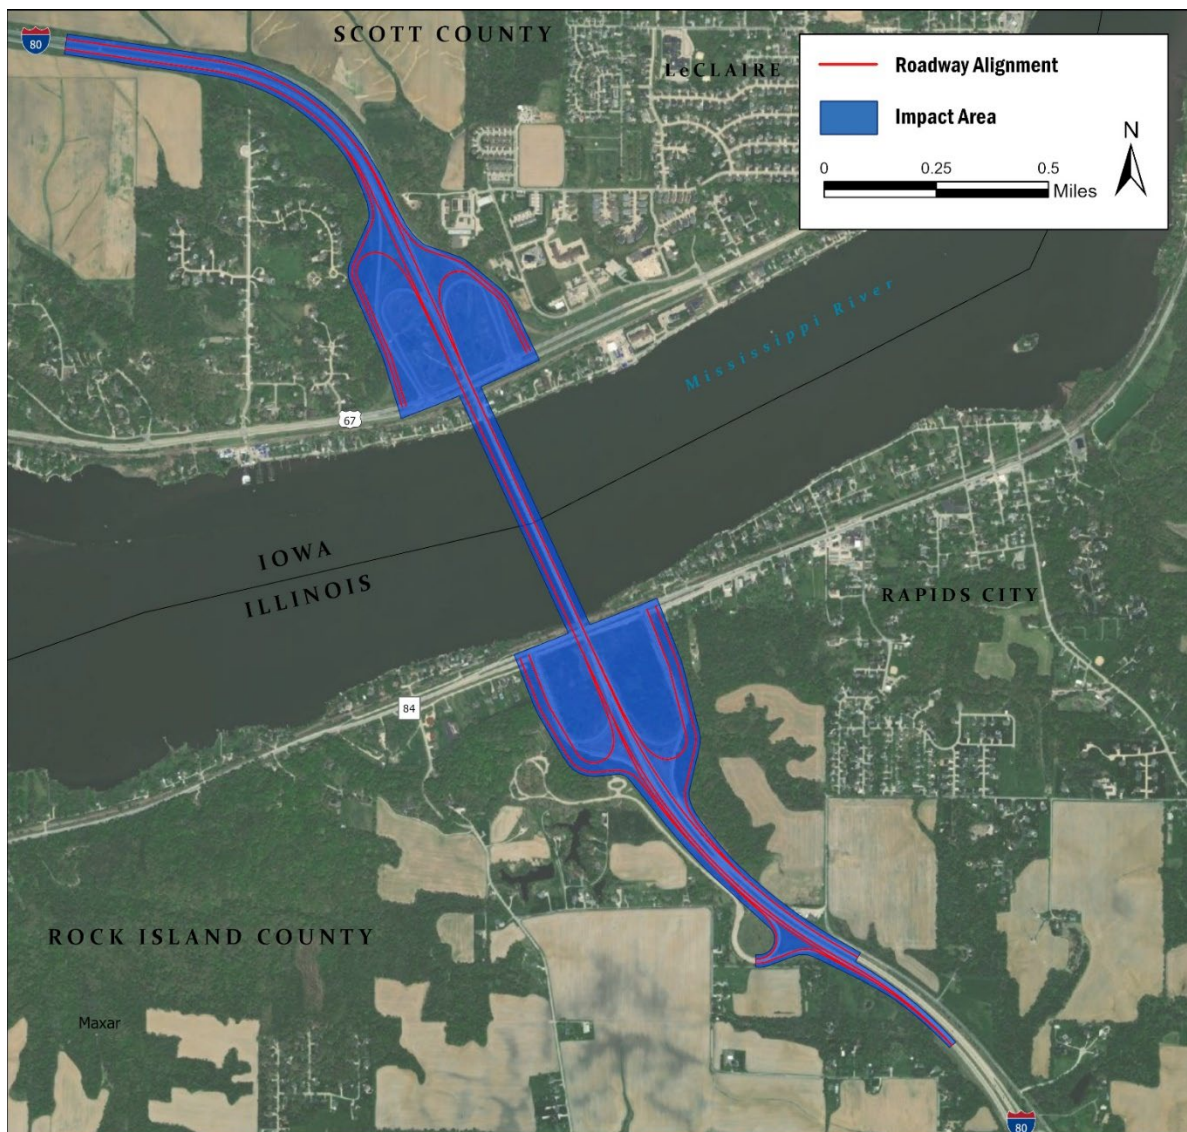 SCOTT COUNTY
80
LeCLAIRE
Roadway Alignment
Impact Area
N
0 0.25 0.5
Miles
Mississippi River
67
IOWA
ILLINOIS
RAPIDS CITY
84
ROCK ISLAND COUNTY
Maxar
80